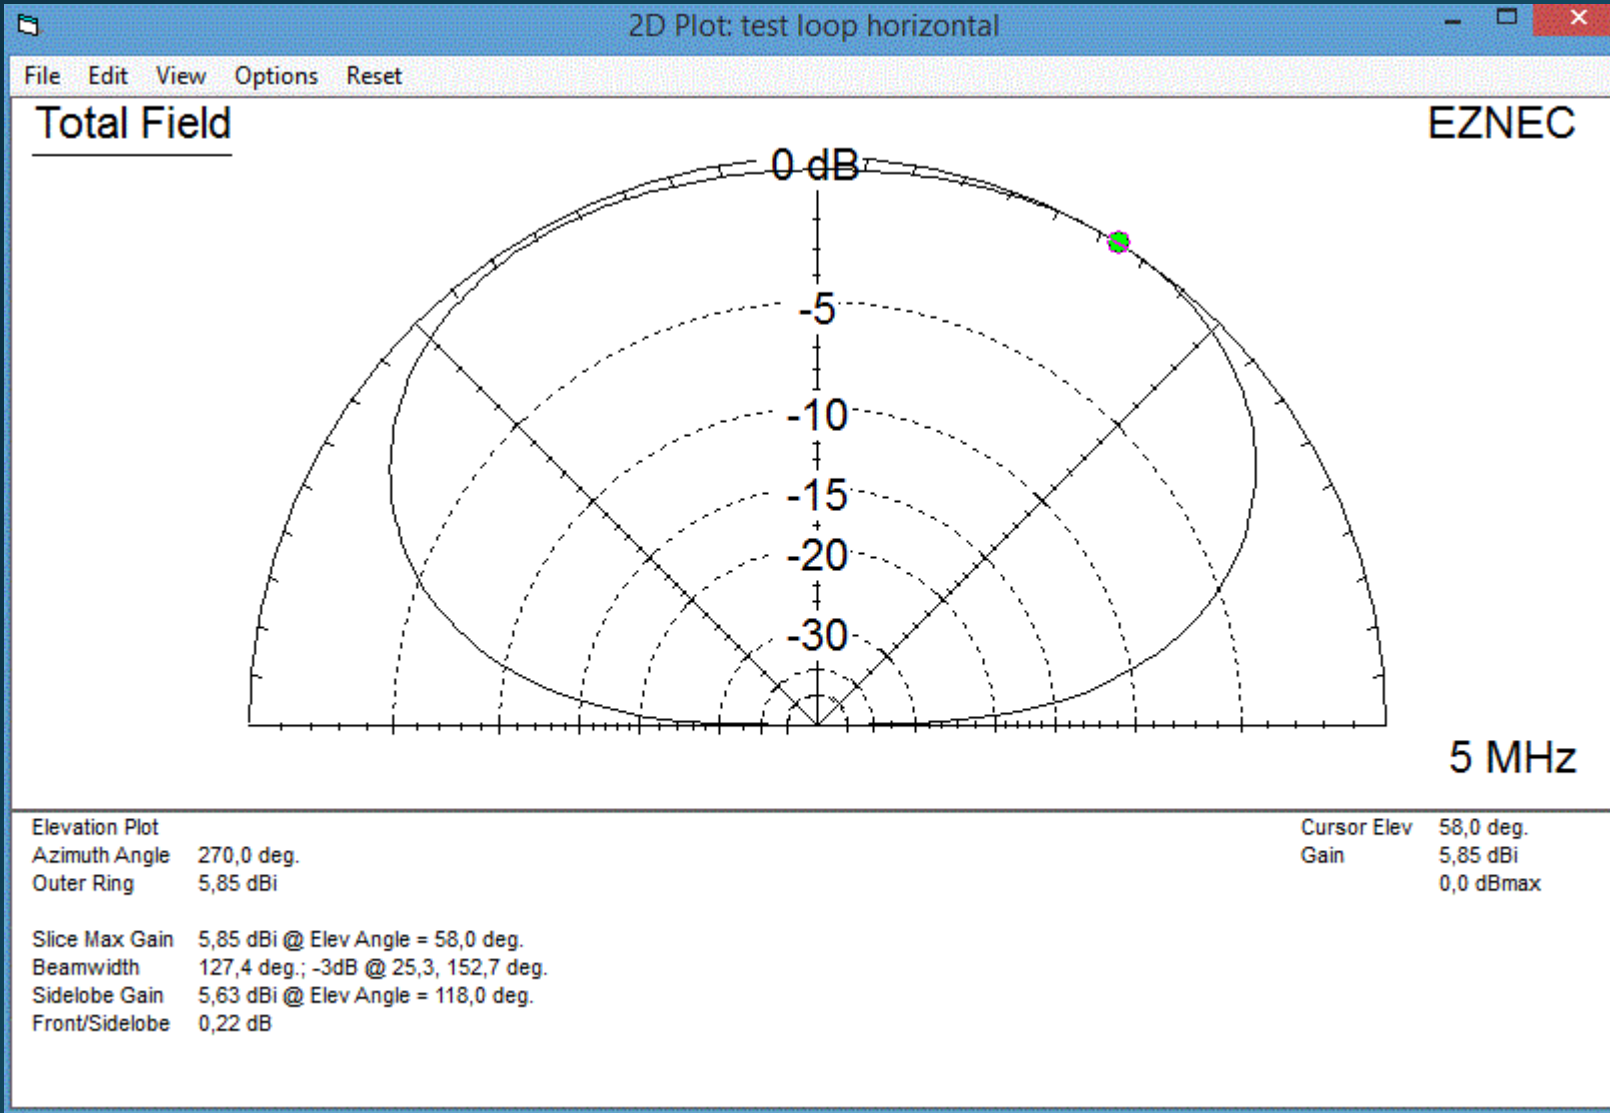 2D Plot: test loop horizontal
File Edit View Options Reset
Total Field
EZNEC
0 dB
-5
-10
-15
-20
-30
5 MHz
Elevation Plot
Azimuth Angle 270,0 deg.
Outer Ring 5,85 dBi
Slice Max Gain 5,85 dBi @ Elev Angle = 58,0 deg.
Beamwidth 127,4 deg.; -3dB @ 25,3, 152,7 deg.
Sidelobe Gain 5,63 dBi @ Elev Angle = 118,0 deg.
Front/Sidelobe 0,22 dB
Cursor Elev 58,0 deg.
Gain 5,85 dBi
0,0 dBmax